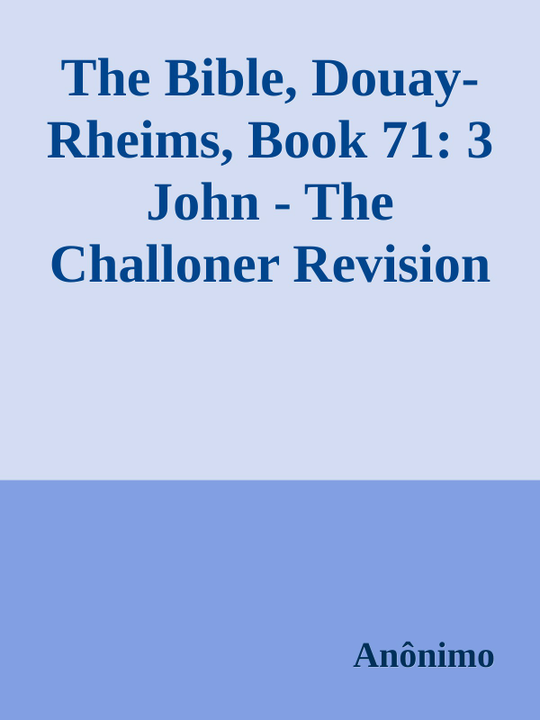 The Bible, Douay-
Rheims, Book 71: 3
John - The
Challoner Revision
Anônimo